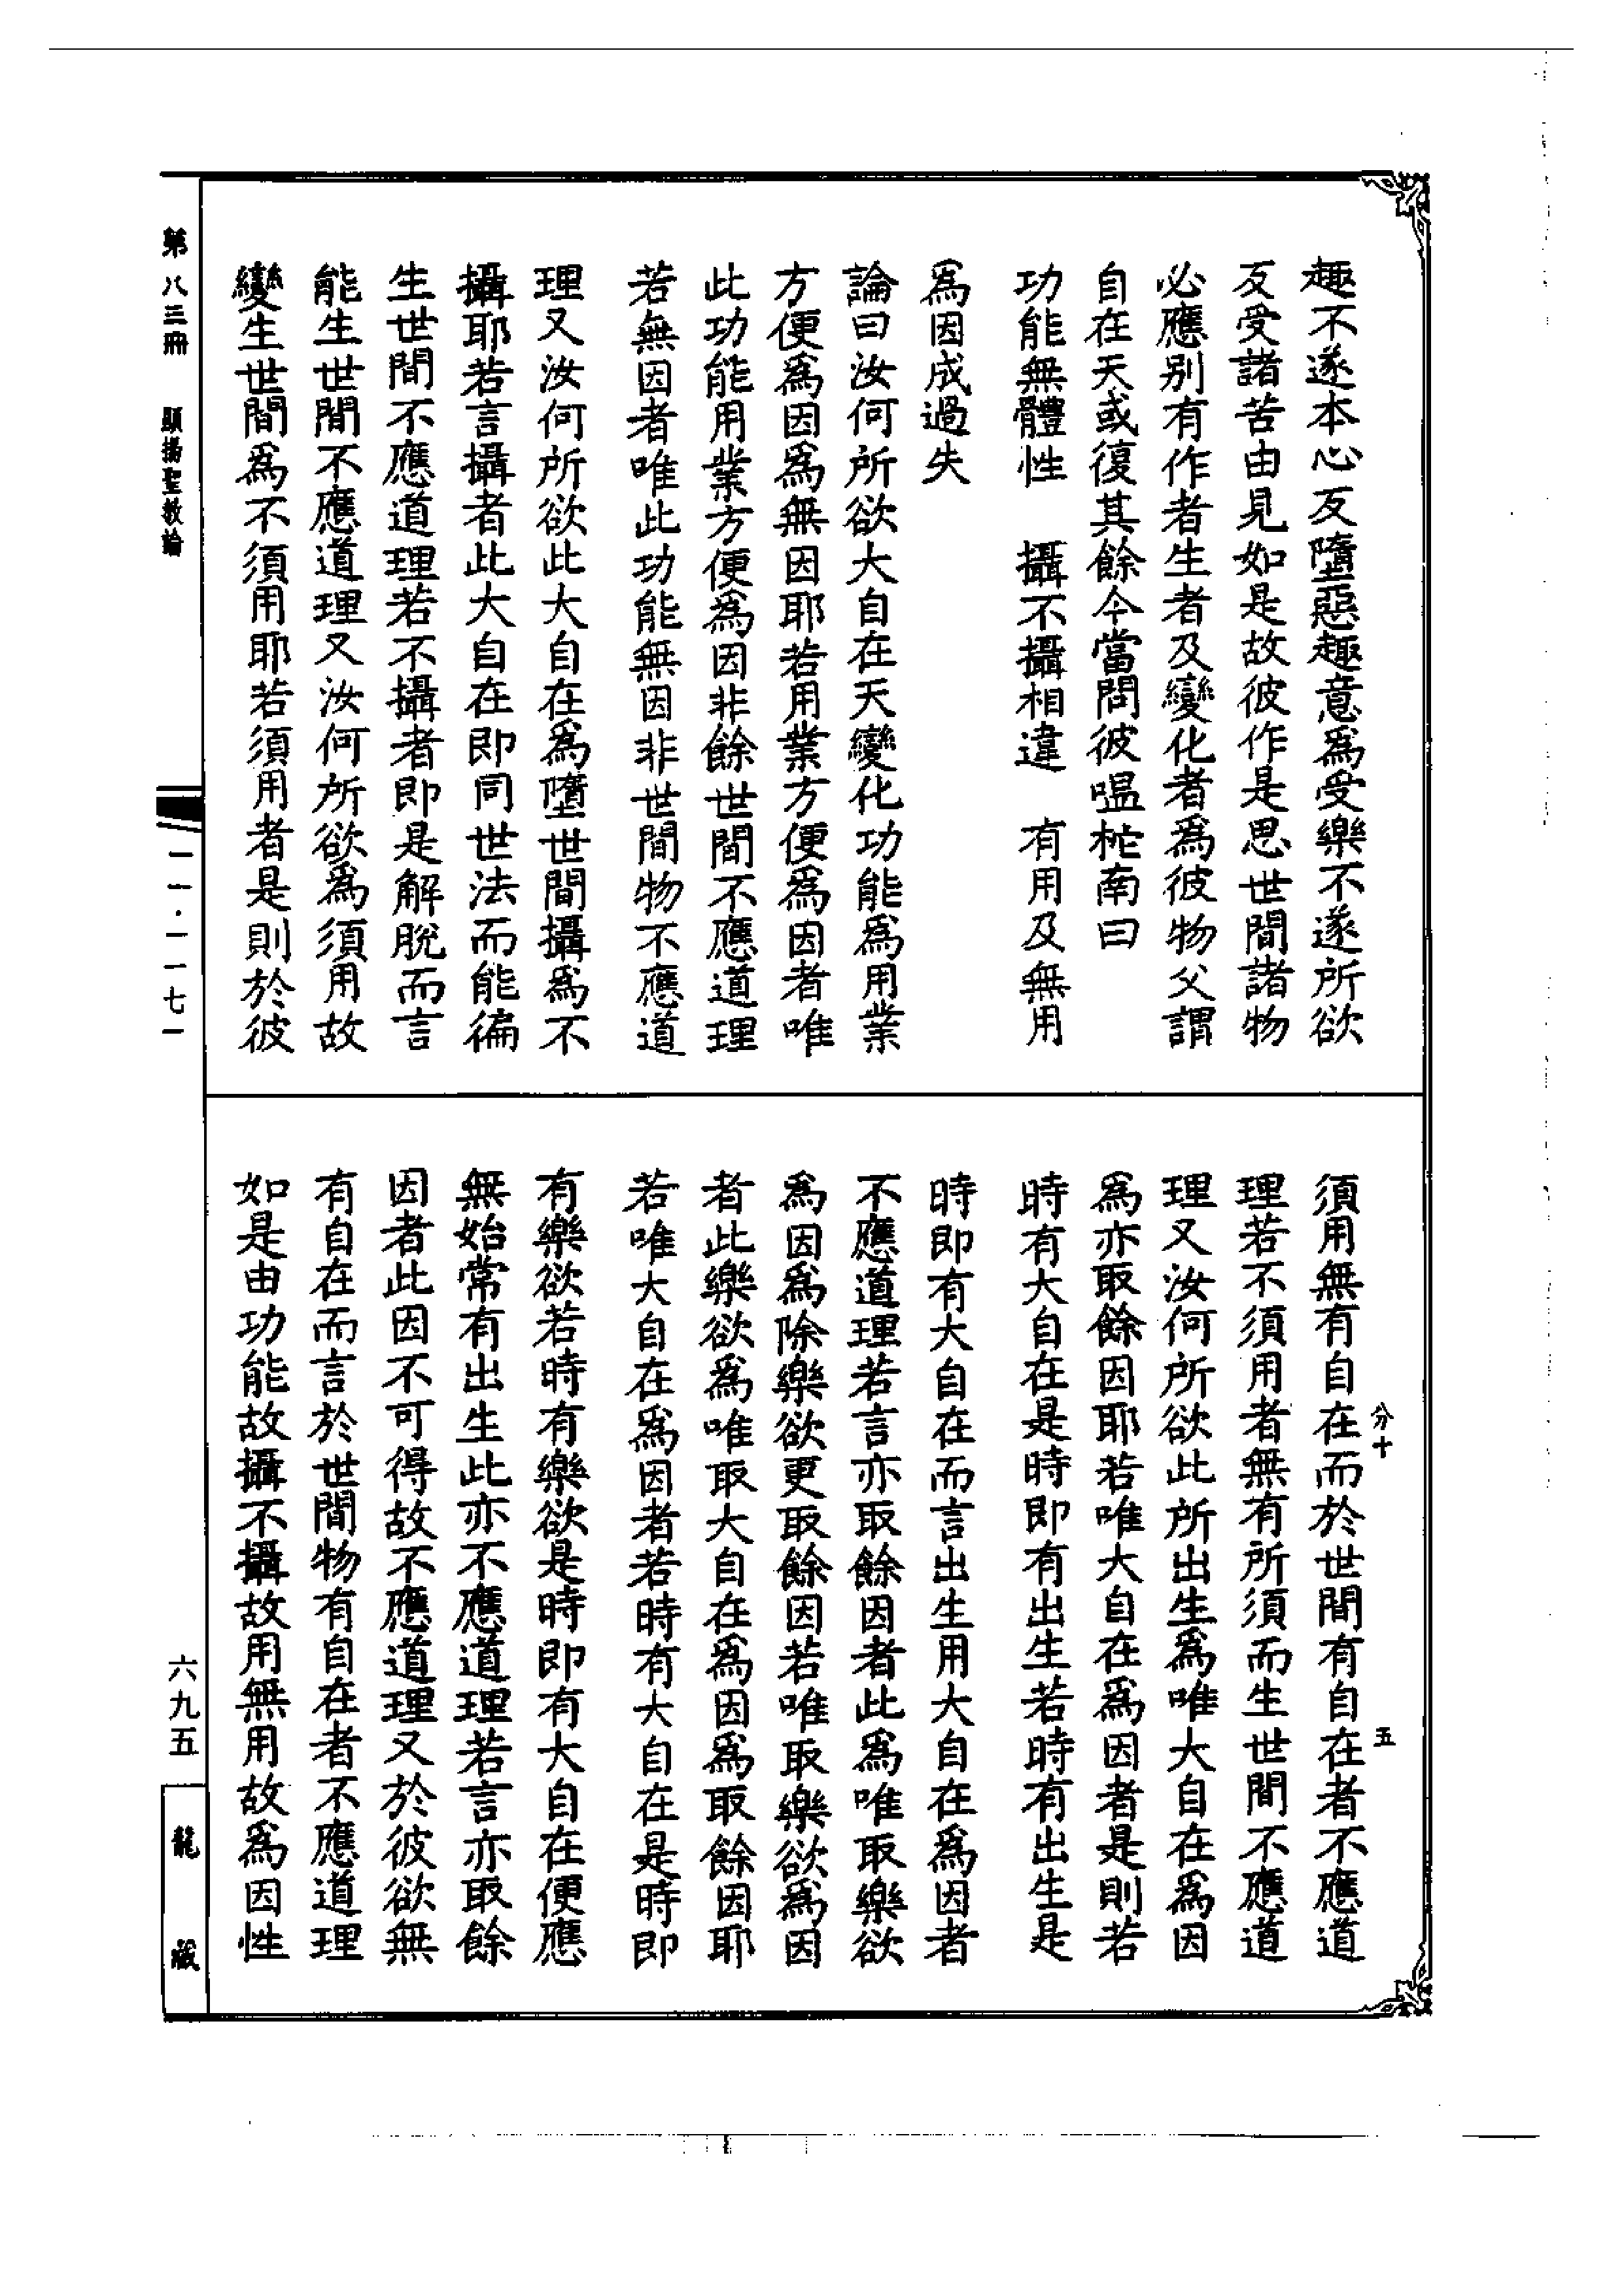 趣不遂本心反墮惡趣意爲受樂不遂所欲
反受諸苦由見如是故彼作是思世間諸物
必應別有作者生者及變化者爲彼物父謂
自在天或復其餘今當問彼嗢柁南曰
功能無體性　攝不攝相違　有用及無用
爲因成過失
論曰汝何所欲大自在天變化功能爲用業
方便爲因爲無因耶若用業方便爲因者唯
此功能用業方便爲因非餘世間不應道理
若無因者唯此功能無因非世間物不應道
理又汝何所欲此大自在爲墮世間攝爲不
攝耶若言攝者此大自在即同世法而能徧
生世間不應道理若不攝者即是解脫而言
能生世間不應道理又汝何所欲爲須用故
變生世間爲不須用耶若須用者是則於彼
須用無有自在而於世間有自在者不應道
理若不須用者無有所須而生世間不應道
理又汝何所欲此所出生爲唯大自在爲因
爲亦取餘因耶若唯大自在爲因者是則若
時有大自在是時即有出生若時有出生是
時即有大自在而言出生用大自在爲因者
不應道理若言亦取餘因者此爲唯取樂欲
爲因爲除樂欲更取餘因若唯取樂欲爲因
者此樂欲爲唯取大自在爲因爲取餘因耶
若唯大自在爲因者若時有大自在是時即
有樂欲若時有樂欲是時即有大自在便應
無始常有出生此亦不應道理若言亦取餘
因者此因不可得故不應道理又於彼欲無
有自在而言於世間物有自在者不應道理
如是由功能故攝不攝故用無用故爲因性
分十
五
第八三冊　顯揚聖教論
一一·一一七一
六九五
龍藏